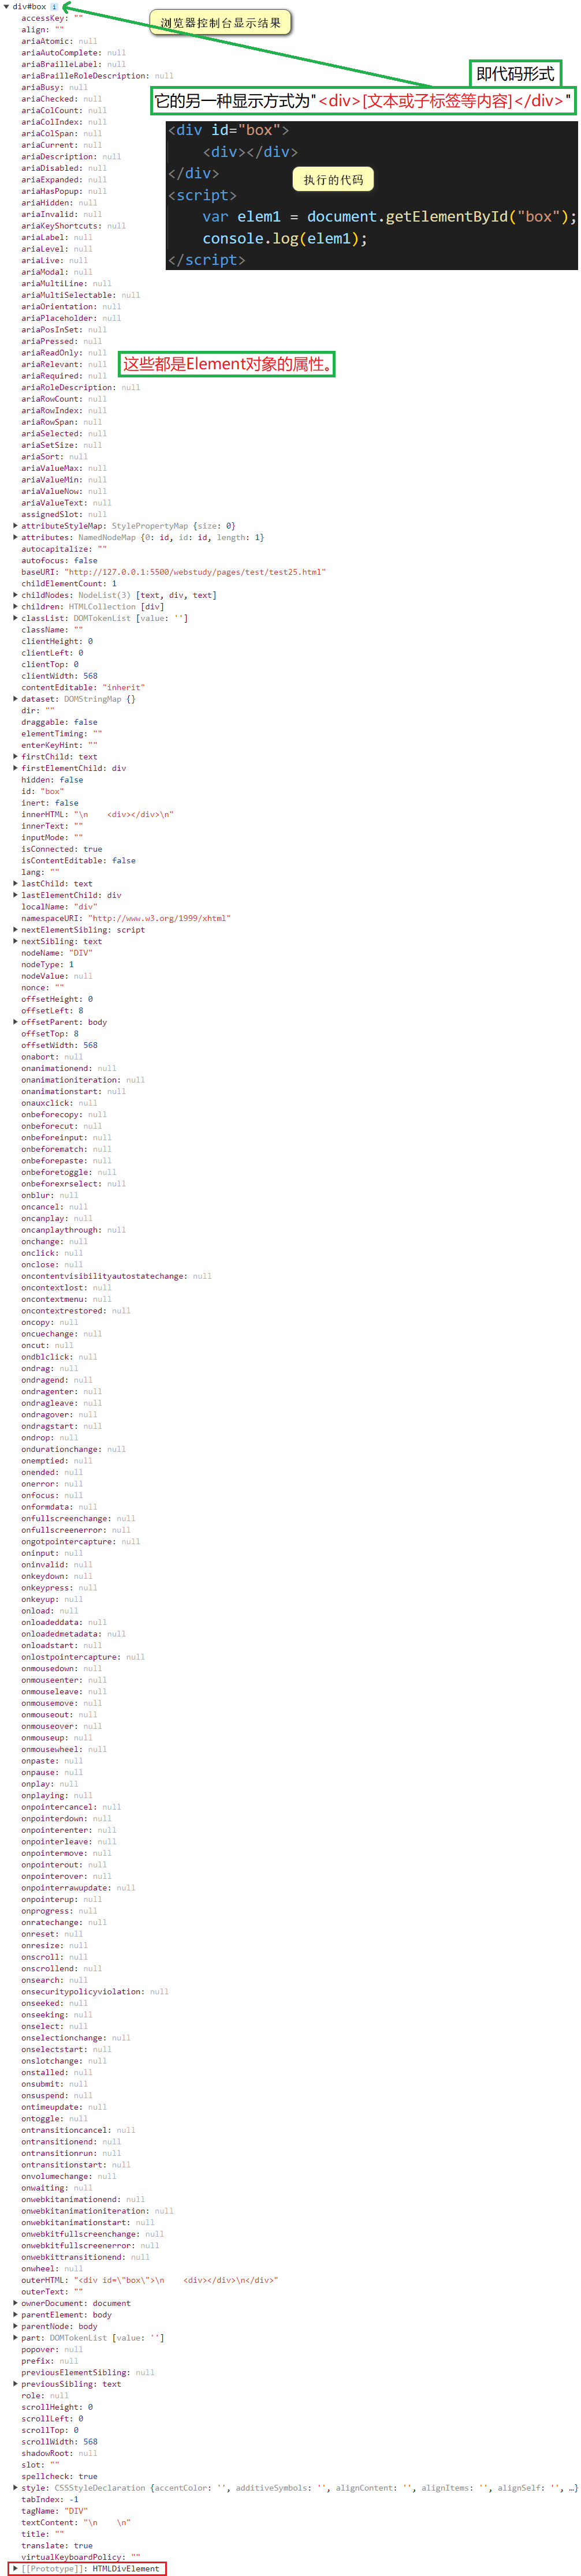 div#box i
浏览器控制台显示结果
即代码形式
它的另一种显示方式为"<div>[文本或子标签等内容]</div>"
<div id="box">
<div></div>
</div>
执行的代码
<script>
var elem1 = document.getElementById("box");
console.log(elem1);
</script>
这些都是Element对象的属性。
accessKey: ""
align: ""
ariaAtomic: null
ariaAutoComplete: null
ariaBrailleLabel: null
ariaBrailleRoleDescription: null
ariaBusy: null
ariaChecked: null
ariaColCount: null
ariaColIndex: null
ariaColSpan: null
ariaCurrent: null
ariaDescription: null
ariaDisabled: null
ariaExpanded: null
ariaHasPopup: null
ariaHidden: null
ariaInvalid: null
ariaKeyShortcuts: null
ariaLabel: null
ariaLevel: null
ariaLive: null
ariaModal: null
ariaMultiLine: null
ariaMultiSelectable: null
ariaOrientation: null
ariaPlaceholder: null
ariaPosInSet: null
ariaPressed: null
ariaReadOnly: null
ariaRelevant: null
ariaRequired: null
ariaRoleDescription: null
ariaRowCount: null
ariaRowIndex: null
ariaRowSpan: null
ariaSelected: null
ariaSetSize: null
ariaSort: null
ariaValueMax: null
ariaValueMin: null
ariaValueNow: null
ariaValueText: null
assignedSlot: null
attributeStyleMap: StylePropertyMap {size: 0}
attributes: NamedNodeMap {0: id, id: id, length: 1}
autocapitalize: ""
autofocus: false
baseURI: "http://127.0.0.1:5500/webstudy/pages/test/test25.html"
childElementCount: 1
childNodes: NodeList(3) [text, div, text]
children: HTMLCollection [div]
classList: DOMTokenList [value: '']
className: ""
clientHeight: 0
clientLeft: 0
clientTop: 0
clientWidth: 568
contentEditable: "inherit"
dataset: DOMStringMap {}
dir: ""
draggable: false
elementTiming: ""
enterKeyHint: ""
firstChild: text
firstElementChild: div
hidden: false
id: "box"
inert: false
innerHTML: "\n    <div></div>\n"
innerText: ""
inputMode: ""
isConnected: true
isContentEditable: false
lang: ""
lastChild: text
lastElementChild: div
localName: "div"
namespaceURI: "http://www.w3.org/1999/xhtml"
nextElementSibling: script
nextSibling: text
nodeName: "DIV"
nodeType: 1
nodeValue: null
nonce: ""
offsetHeight: 0
offsetLeft: 8
offsetParent: body
offsetTop: 8
offsetWidth: 568
onabort: null
onanimationend: null
onanimationiteration: null
onanimationstart: null
onauxclick: null
onbeforecopy: null
onbeforecut: null
onbeforeinput: null
onbeforematch: null
onbeforepaste: null
onbeforetoggle: null
onbeforexrselect: null
onblur: null
oncancel: null
oncanplay: null
oncanplaythrough: null
onchange: null
onclick: null
onclose: null
oncontentvisibilityautostatechange: null
oncontextlost: null
oncontextmenu: null
oncontextrestored: null
oncopy: null
oncuechange: null
oncut: null
ondblclick: null
ondrag: null
ondragend: null
ondragenter: null
ondragleave: null
ondragover: null
ondragstart: null
ondrop: null
ondurationchange: null
onemptied: null
onended: null
onerror: null
onfocus: null
onformdata: null
onfullscreenchange: null
onfullscreenerror: null
ongotpointercapture: null
oninput: null
oninvalid: null
onkeydown: null
onkeypress: null
onkeyup: null
onload: null
onloadeddata: null
onloadedmetadata: null
onloadstart: null
onlostpointercapture: null
onmousedown: null
onmouseenter: null
onmouseleave: null
onmousemove: null
onmouseout: null
onmouseover: null
onmouseup: null
onmousewheel: null
onpaste: null
onpause: null
onplay: null
onplaying: null
onpointercancel: null
onpointerdown: null
onpointerenter: null
onpointerleave: null
onpointermove: null
onpointerout: null
onpointerover: null
onpointerrawupdate: null
onpointerup: null
onprogress: null
onratechange: null
onreset: null
onresize: null
onscroll: null
onscrollend: null
onsearch: null
onsecuritypolicyviolation: null
onseeked: null
onseeking: null
onselect: null
onselectionchange: null
onselectstart: null
onslotchange: null
onstalled: null
onsubmit: null
onsuspend: null
ontimeupdate: null
ontoggle: null
ontransitioncancel: null
ontransitionend: null
ontransitionrun: null
ontransitionstart: null
onvolumechange: null
onwaiting: null
onwebkitanimationend: null
onwebkitanimationiteration: null
onwebkitanimationstart: null
onwebkitfullscreenchange: null
onwebkitfullscreenerror: null
onwebkittransitionend: null
onwheel: null
outerHTML: "<div id=\"box\">\n    <div></div>\n</div>"
outerText: ""
ownerDocument: document
parentElement: body
parentNode: body
part: DOMTokenList [value: '']
popover: null
prefix: null
previousElementSibling: null
previousSibling: text
role: null
scrollHeight: 0
scrollLeft: 0
scrollTop: 0
scrollWidth: 568
shadowRoot: null
slot: ""
spellcheck: true
style: CSSStyleDeclaration {accentColor: '', additiveSymbols: '', alignContent: '', alignItems: '', alignSelf: '', …}
tabIndex: -1
tagName: "DIV"
textContent: "\n    \n"
title: ""
translate: true
virtualKeyboardPolicy: ""
[[Prototype]]: HTMLDivElement